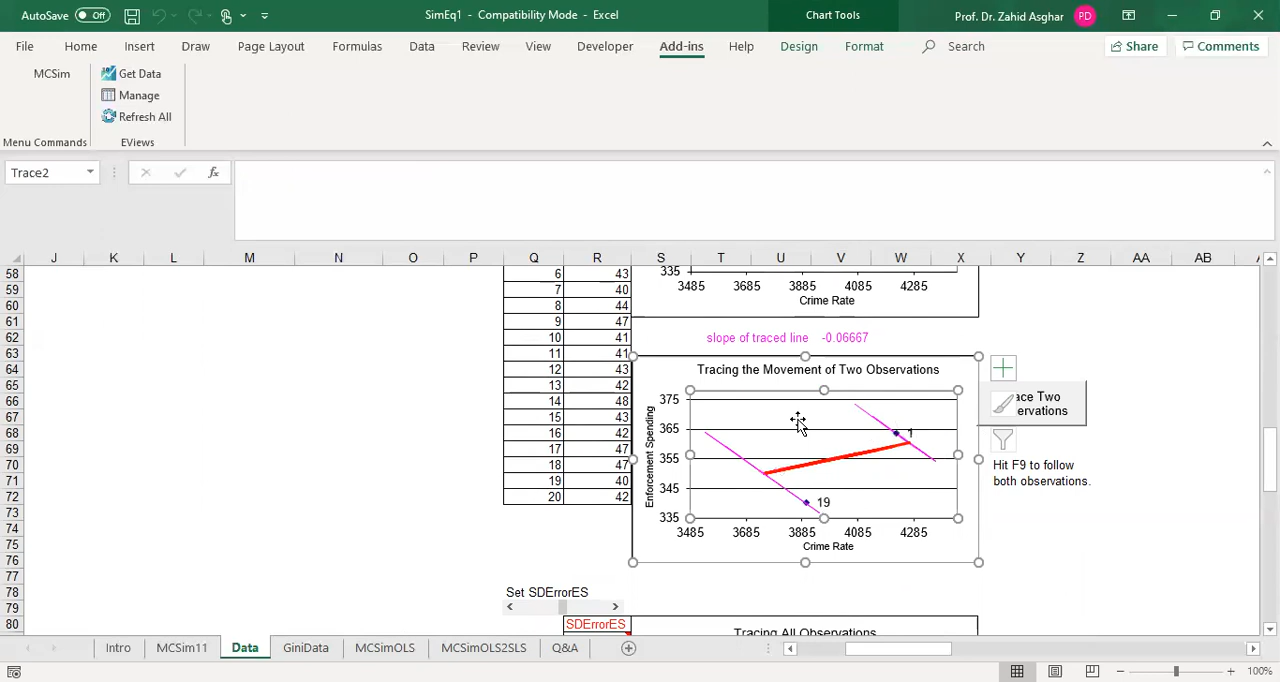 AutoSave Off
SimEq1 - Compatibility Mode - Excel
Chart Tools
Prof. Dr. Zahid Asghar PD
File Home Insert Draw Page Layout Formulas Data Review View Developer Add-ins Help Design Format Search Share Comments
MCSim
Get Data
Manage
Refresh All
Menu Commands EViews
Trace2 fx
J K L M N O P Q R S T U V W X Y Z AA AB
58 6 43 335
59 7 40 3485 3685 3885 4085 4285
60 8 44 Crime Rate
61 9 47
62 10 41 slope of traced line -0.06667
63 11 41
64 12 43 Tracing the Movement of Two Observations
65 13 42
66 14 48 375
67 15 43 365
68 16 42 355
69 17 47 345
70 18 47 335
71 19 40
72 20 42
73
74
75
76
77
78 Set SDErrorES
79
80 SDErrorES Tracing All Observations
Enforcement Spending
1
19
3485 3685 3885 4085 4285
Crime Rate
ace Two
ervations
Hit F9 to follow
both observations.
Intro MCSim11 Data GiniData MCSimOLS MCSimOLS2SLS Q&A
100%